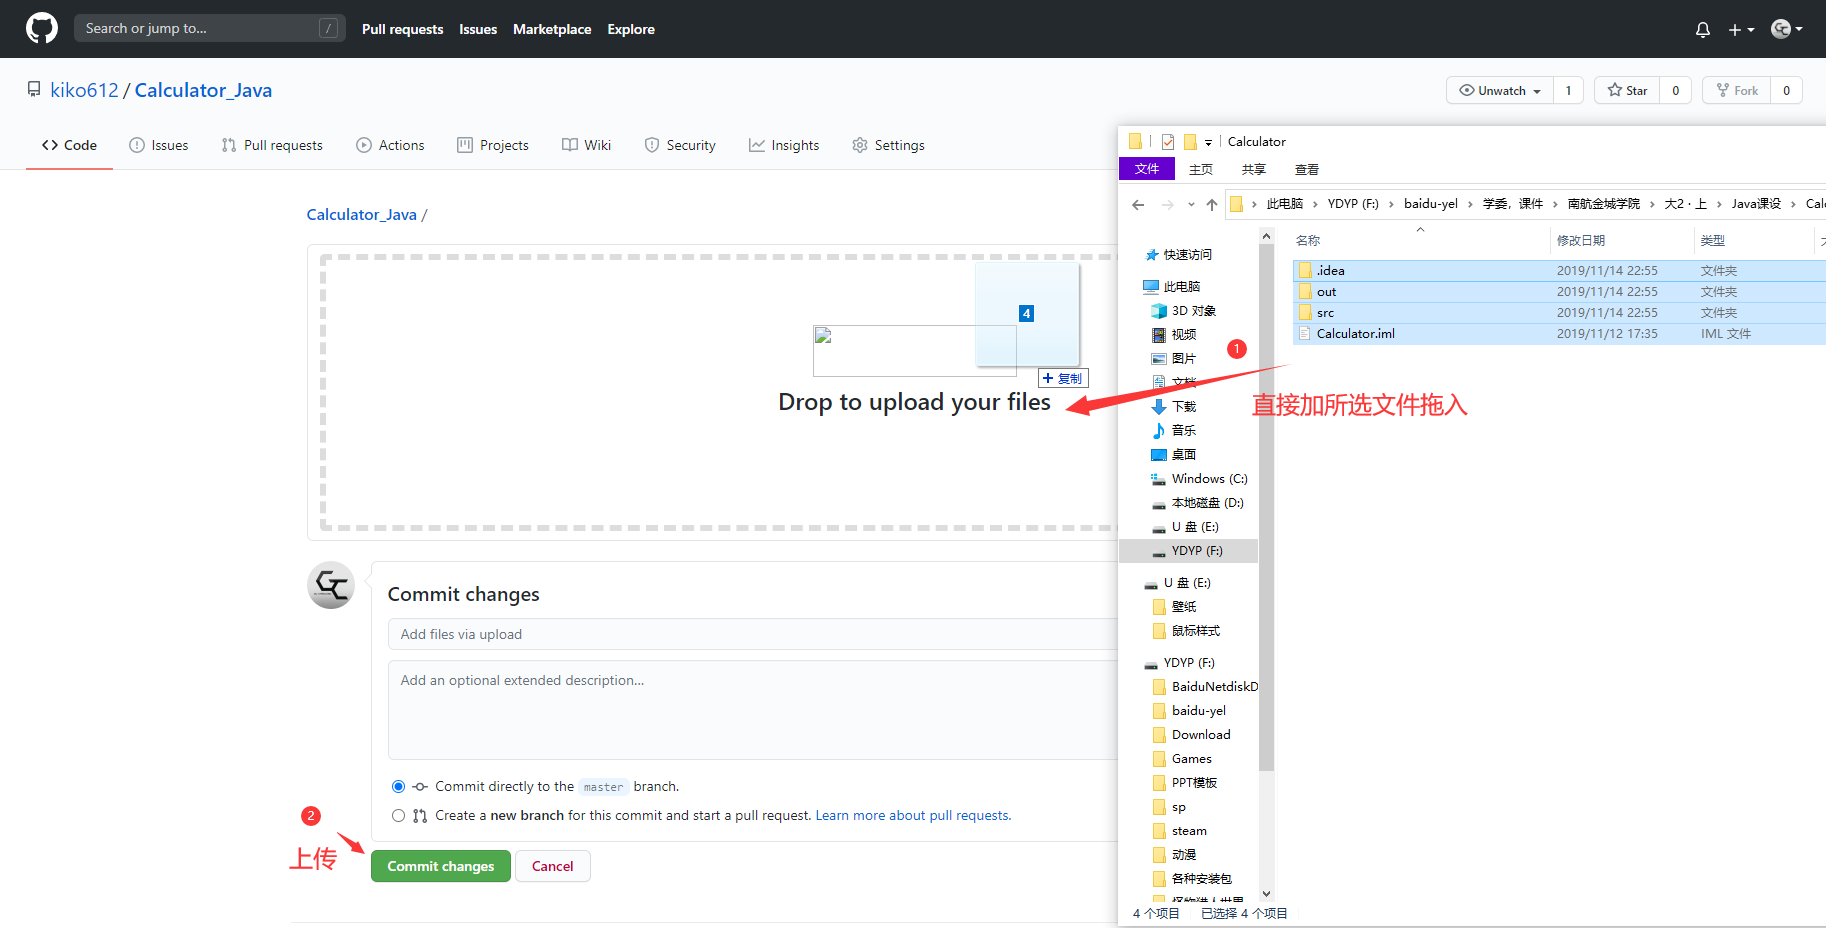 Search or jump to... /
Pull requests Issues Marketplace Explore
kiko612 / Calculator_Java
Unwatch 1 Star 0 Fork 0
Code Issues Pull requests Actions Projects Wiki Security Insights Settings
Calculator_Java /
4
复制
Drop to upload your files
Commit changes
Add files via upload
Add an optional extended description...
Commit directly to the master branch.
Create a new branch for this commit and start a pull request. Learn more about pull requests.
2
上传
Commit changes Cancel
Calculator
文件 主页 共享 查看
此电脑 › YDYP (F:) › baidu-yel › 学委，课件 › 南航金城学院 › 大2 · 上 › Java课设 ›
名称 修改日期 类型
.idea 2019/11/14 22:55 文件夹
out 2019/11/14 22:55 文件夹
src 2019/11/14 22:55 文件夹
Calculator.iml 2019/11/12 17:35 IML 文件
1
直接加所选文件拖入
快速访问
此电脑
3D 对象
视频
图片
文档
下载
音乐
桌面
Windows (C:)
本地磁盘 (D:)
U 盘 (E:)
YDYP (F:)
U 盘 (E:)
壁纸
鼠标样式
YDYP (F:)
BaiduNetdiskD
baidu-yel
Download
Games
PPT模板
sp
steam
动漫
各种安装包
4 个项目 已选择 4 个项目